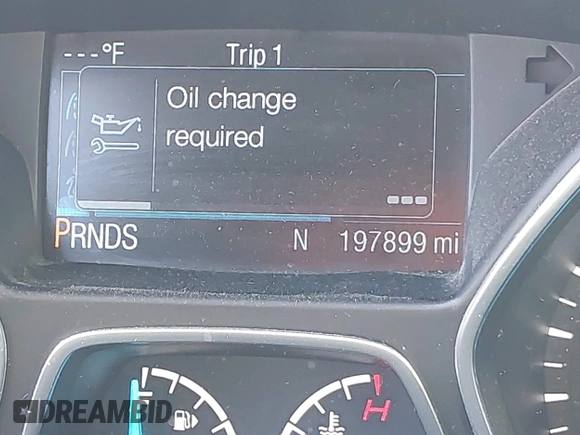 ---°F Trip 1
Oil change
required
PRNDS N 197899 mi
H
DREAMBID